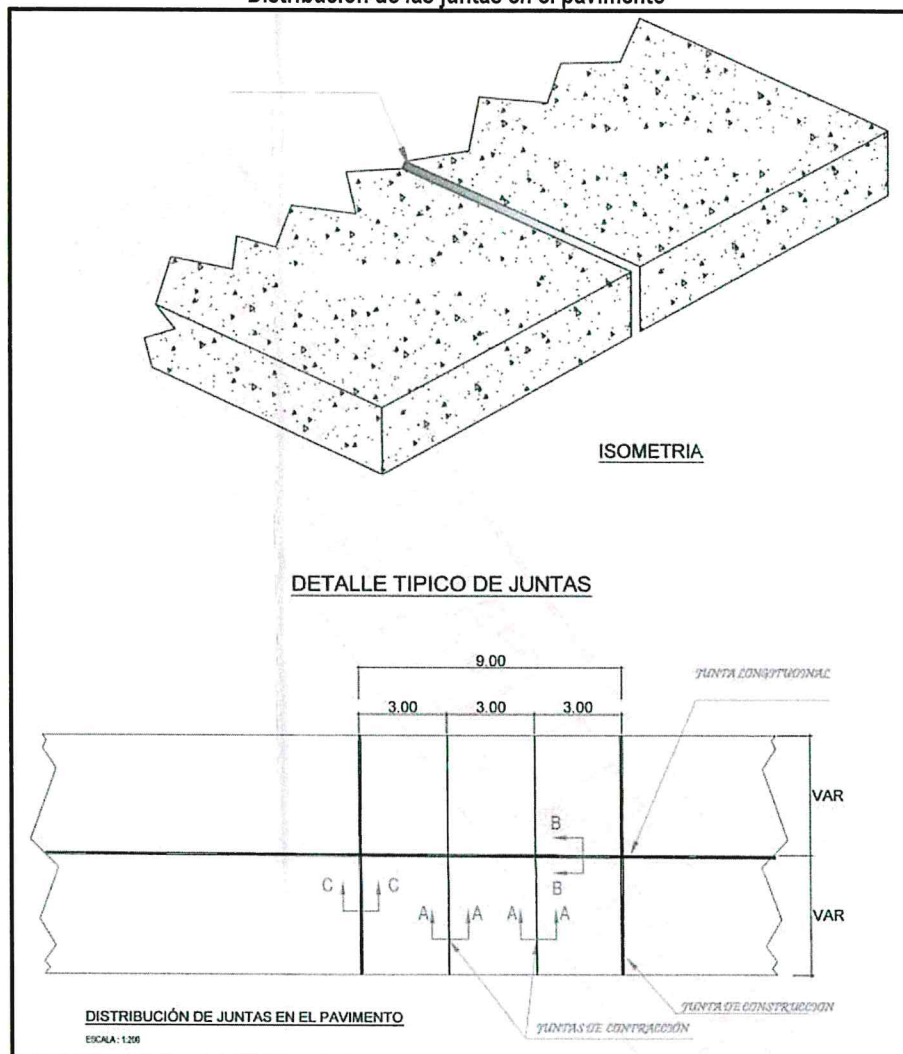 Distribución de las juntas en el pavimento
ISOMETRIA
DETALLE TIPICO DE JUNTAS
9.00
3.00 3.00 3.00
JUNTA LONGITUDINAL
VAR
B
B
C C
A A A A
VAR
JUNTA DE CONSTRUCCION
JUNTAS DE CONTRACCIÓN
DISTRIBUCIÓN DE JUNTAS EN EL PAVIMENTO
ESCALA : 1:200